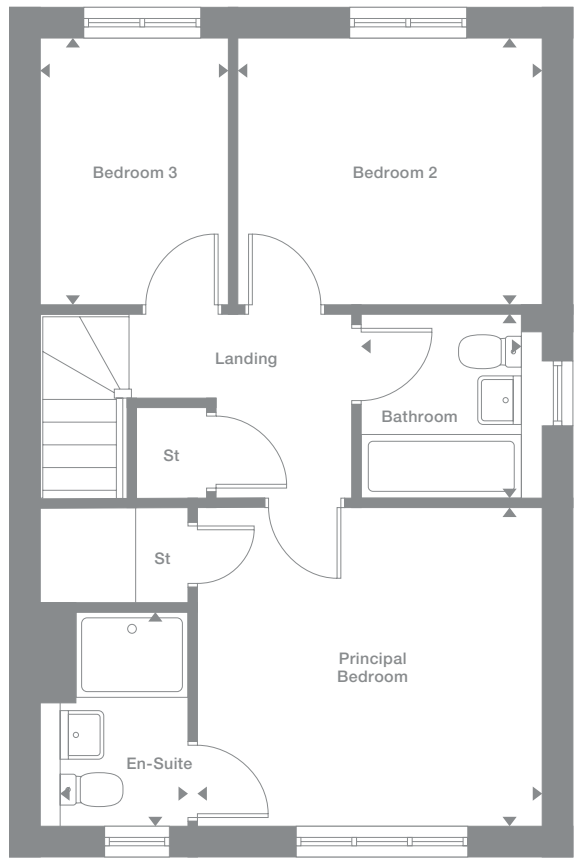 Bedroom 3
Bedroom 2
Landing
Bathroom
St
St
Principal
Bedroom
En-Suite